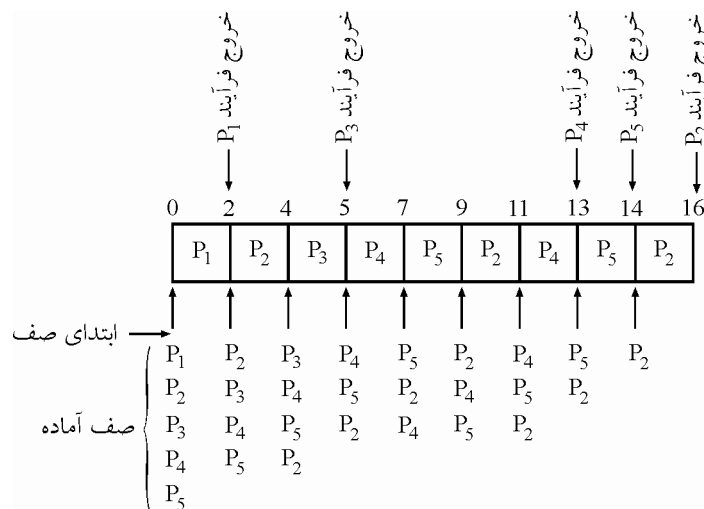 خروج فرآیند P1
خروج فرآیند P3
خروج فرآیند P4
خروج فرآیند P5
خروج فرآیند P2
0 2 4 5 7 9 11 13 14 16
P1 P2 P3 P4 P5 P2 P4 P5 P2
ابتدای صف
P1 P2 P3 P4 P5 P2 P4 P5 P2
P2 P3 P4 P5 P2 P4 P5 P2
صف آماده
P3 P4 P5 P2 P4 P5 P2
P4 P5 P2
P5